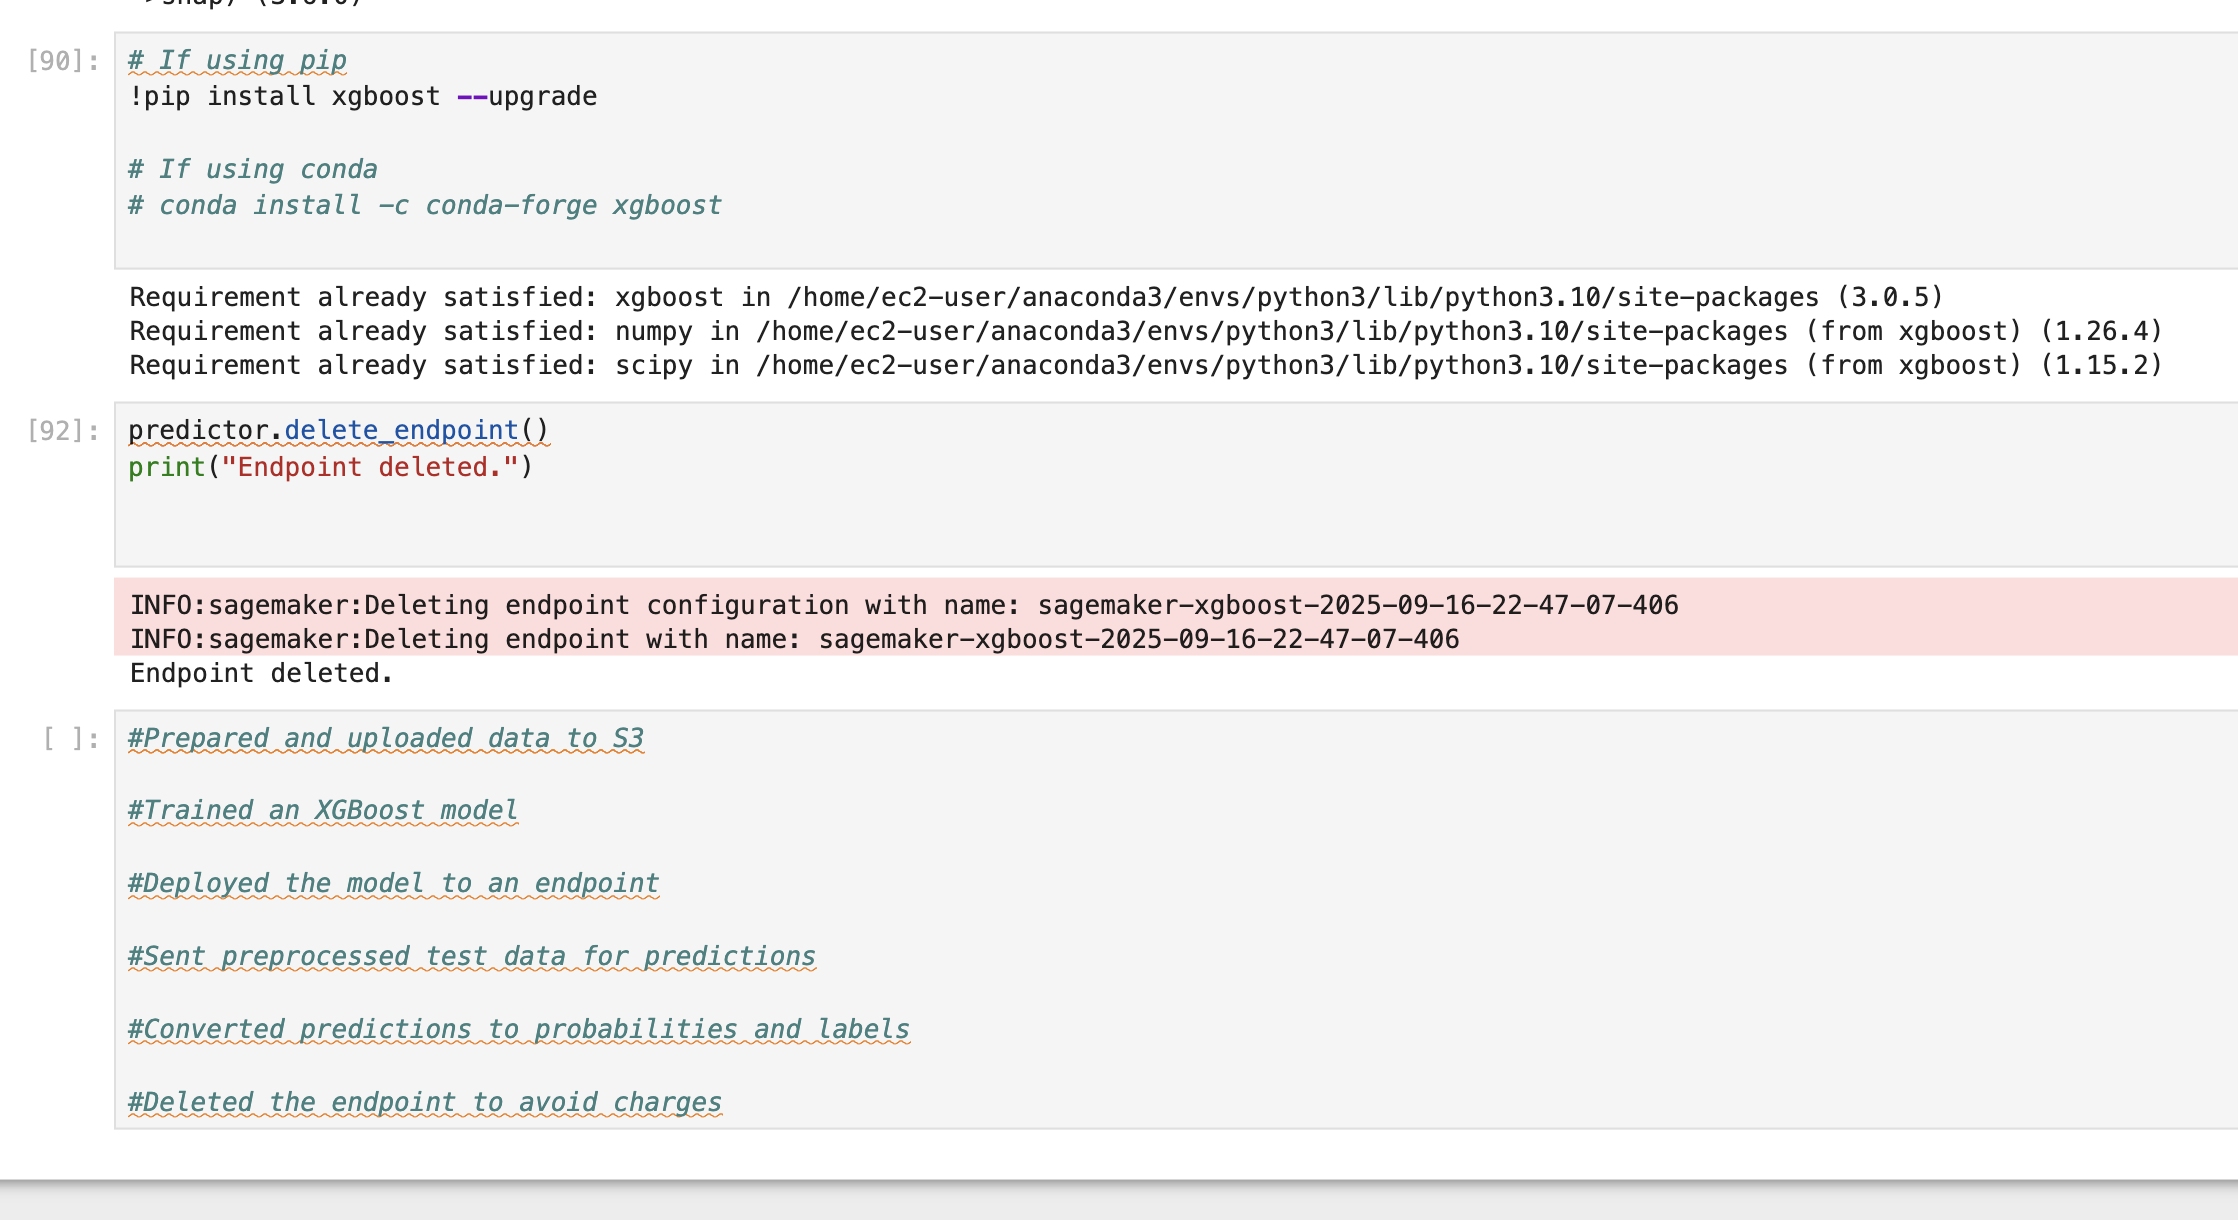 [90]:
# If using pip
!pip install xgboost --upgrade
# If using conda
# conda install -c conda-forge xgboost
Requirement already satisfied: xgboost in /home/ec2-user/anaconda3/envs/python3/lib/python3.10/site-packages (3.0.5)
Requirement already satisfied: numpy in /home/ec2-user/anaconda3/envs/python3/lib/python3.10/site-packages (from xgboost) (1.26.4)
Requirement already satisfied: scipy in /home/ec2-user/anaconda3/envs/python3/lib/python3.10/site-packages (from xgboost) (1.15.2)
[92]:
predictor.delete_endpoint()
print("Endpoint deleted.")
INFO:sagemaker:Deleting endpoint configuration with name: sagemaker-xgboost-2025-09-16-22-47-07-406
INFO:sagemaker:Deleting endpoint with name: sagemaker-xgboost-2025-09-16-22-47-07-406
Endpoint deleted.
[ ]:
#Prepared and uploaded data to S3
#Trained an XGBoost model
#Deployed the model to an endpoint
#Sent preprocessed test data for predictions
#Converted predictions to probabilities and labels
#Deleted the endpoint to avoid charges